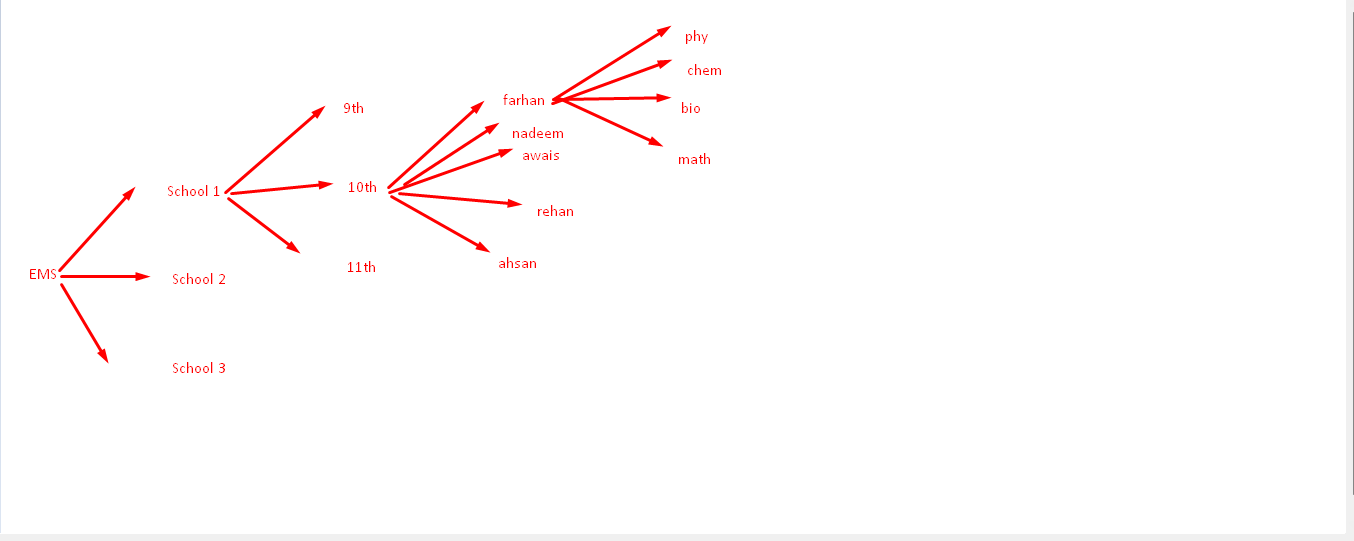 EMS
School 1
School 2
School 3
9th
10th
11th
farhan
nadeem
awais
rehan
ahsan
phy
chem
bio
math